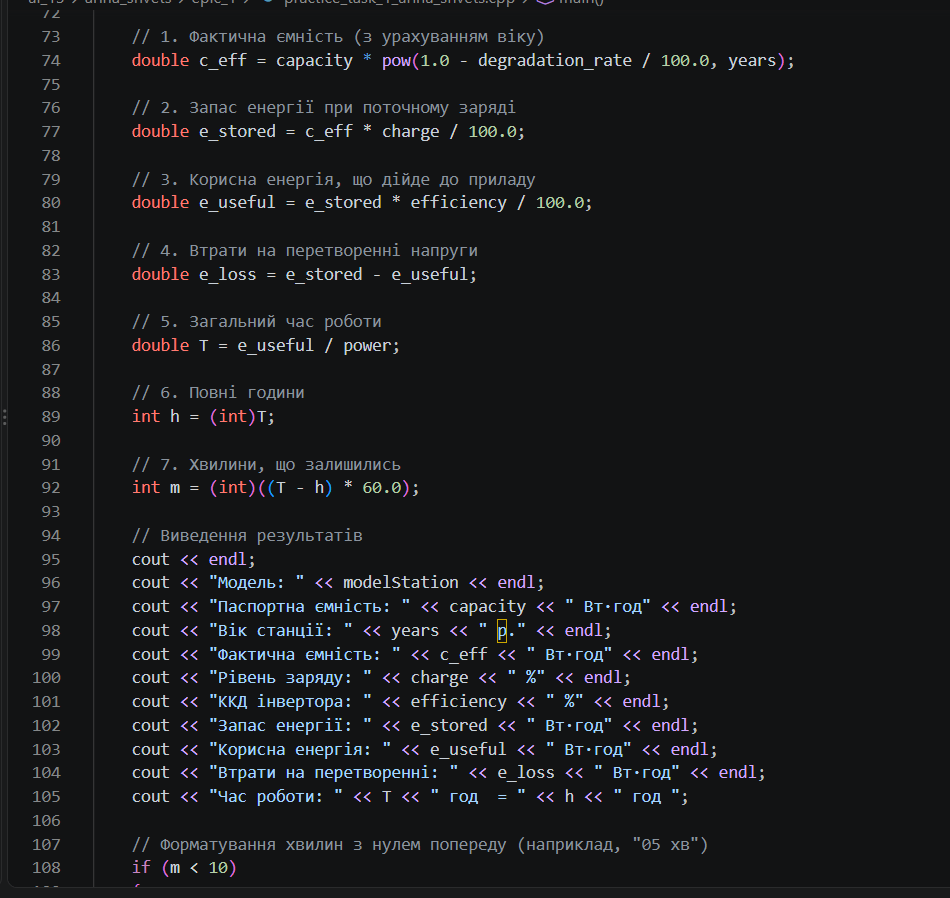 practice_task_1_arina_shvets.cpp main()
72
73 // 1. Фактична ємність (з урахуванням віку)
74 double c_eff = capacity * pow(1.0 - degradation_rate / 100.0, years);
75
76 // 2. Запас енергії при поточному заряді
77 double e_stored = c_eff * charge / 100.0;
78
79 // 3. Корисна енергія, що дійде до приладу
80 double e_useful = e_stored * efficiency / 100.0;
81
82 // 4. Втрати на перетворенні напруги
83 double e_loss = e_stored - e_useful;
84
85 // 5. Загальний час роботи
86 double T = e_useful / power;
87
88 // 6. Повні години
89 int h = (int)T;
90
91 // 7. Хвилини, що залишились
92 int m = (int)((T - h) * 60.0);
93
94 // Виведення результатів
95 cout << endl;
96 cout << "Модель: " << modelStation << endl;
97 cout << "Паспортна ємність: " << capacity << " Вт·год" << endl;
98 cout << "Вік станції: " << years << " р." << endl;
99 cout << "Фактична ємність: " << c_eff << " Вт·год" << endl;
100 cout << "Рівень заряду: " << charge << " %" << endl;
101 cout << "ККД інвертора: " << efficiency << " %" << endl;
102 cout << "Запас енергії: " << e_stored << " Вт·год" << endl;
103 cout << "Корисна енергія: " << e_useful << " Вт·год" << endl;
104 cout << "Втрати на перетворенні: " << e_loss << " Вт·год" << endl;
105 cout << "Час роботи: " << T << " год  = " << h << " год ";
106
107 // Форматування хвилин з нулем попереду (наприклад, "05 хв")
108 if (m < 10)